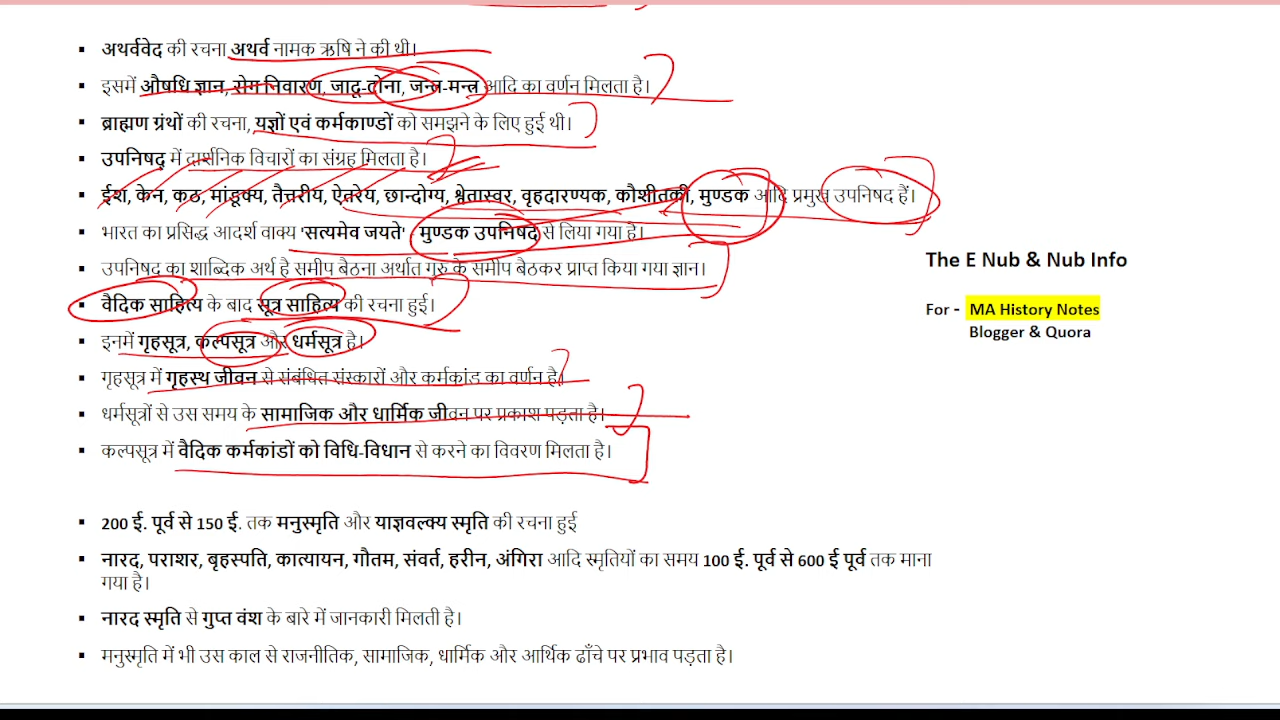 अथर्ववेद की रचना अथर्व नामक ऋषि ने की थी।
इसमें औषधि ज्ञान, रोग निवारण, जादू-टोना, जन्त्र-मन्त्र आदि का वर्णन मिलता है।
ब्राह्मण ग्रंथों की रचना, यज्ञों एवं कर्मकाण्डों को समझने के लिए हुई थी।
उपनिषद् में दार्शनिक विचारों का संग्रह मिलता है।
ईश, केन, कठ, मांडूक्य, तैत्तरीय, ऐतरेय, छान्दोग्य, श्वेतास्वर, वृहदारण्यक, कौशीतकी, मुण्डक आदि प्रमुख उपनिषद हैं।
भारत का प्रसिद्ध आदर्श वाक्य 'सत्यमेव जयते' मुण्डक उपनिषद से लिया गया है।
The E Nub & Nub Info
उपनिषद का शाब्दिक अर्थ है समीप बैठना अर्थात गुरु के समीप बैठकर प्राप्त किया गया ज्ञान।
वैदिक साहित्य के बाद सूत्र साहित्य की रचना हुई।
For - MA History Notes
Blogger & Quora
इनमें गृहसूत्र, कल्पसूत्र और धर्मसूत्र है।
गृहसूत्र में गृहस्थ जीवन से संबंधित संस्कारों और कर्मकांड का वर्णन है।
धर्मसूत्रों से उस समय के सामाजिक और धार्मिक जीवन पर प्रकाश पड़ता है।
कल्पसूत्र में वैदिक कर्मकांडों को विधि-विधान से करने का विवरण मिलता है।
200 ई. पूर्व से 150 ई. तक मनुस्मृति और याज्ञवल्क्य स्मृति की रचना हुई
नारद, पराशर, बृहस्पति, कात्यायन, गौतम, संवर्त, हरीन, अंगिरा आदि स्मृतियों का समय 100 ई. पूर्व से 600 ई पूर्व तक माना
गया है।
नारद स्मृति से गुप्त वंश के बारे में जानकारी मिलती है।
मनुस्मृति में भी उस काल से राजनीतिक, सामाजिक, धार्मिक और आर्थिक ढाँचे पर प्रभाव पड़ता है।